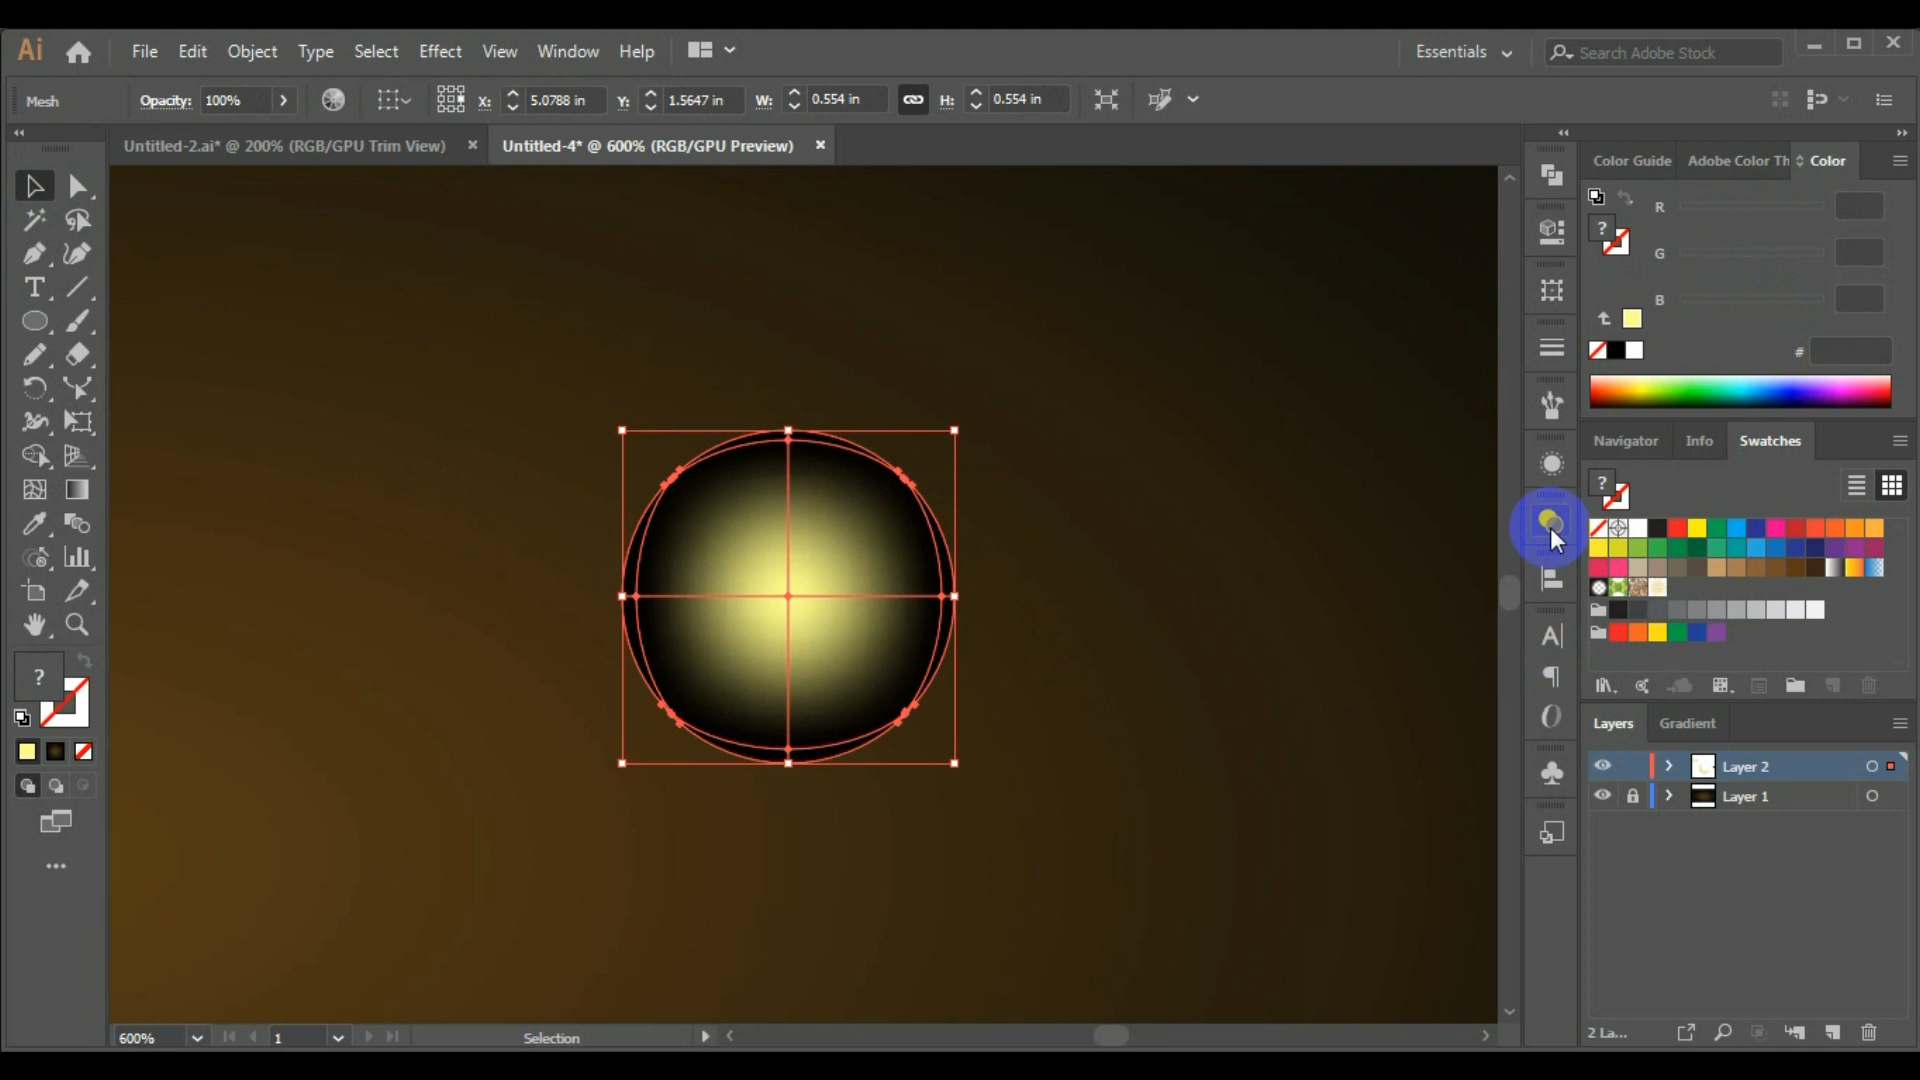 Ai File Edit Object Type Select Effect View Window Help Essentials Search Adobe Stock
Mesh Opacity: 100% X: 5.0788 in Y: 1.5647 in W: 0.554 in H: 0.554 in
Untitled-2.ai* @ 200% (RGB/GPU Trim View) × Untitled-4* @ 600% (RGB/GPU Preview) ×
Color Guide Adobe Color Th Color
R
G
B
#
Navigator Info Swatches
Layers Gradient
Layer 2
Layer 1
2 La...
600% 1 Selection